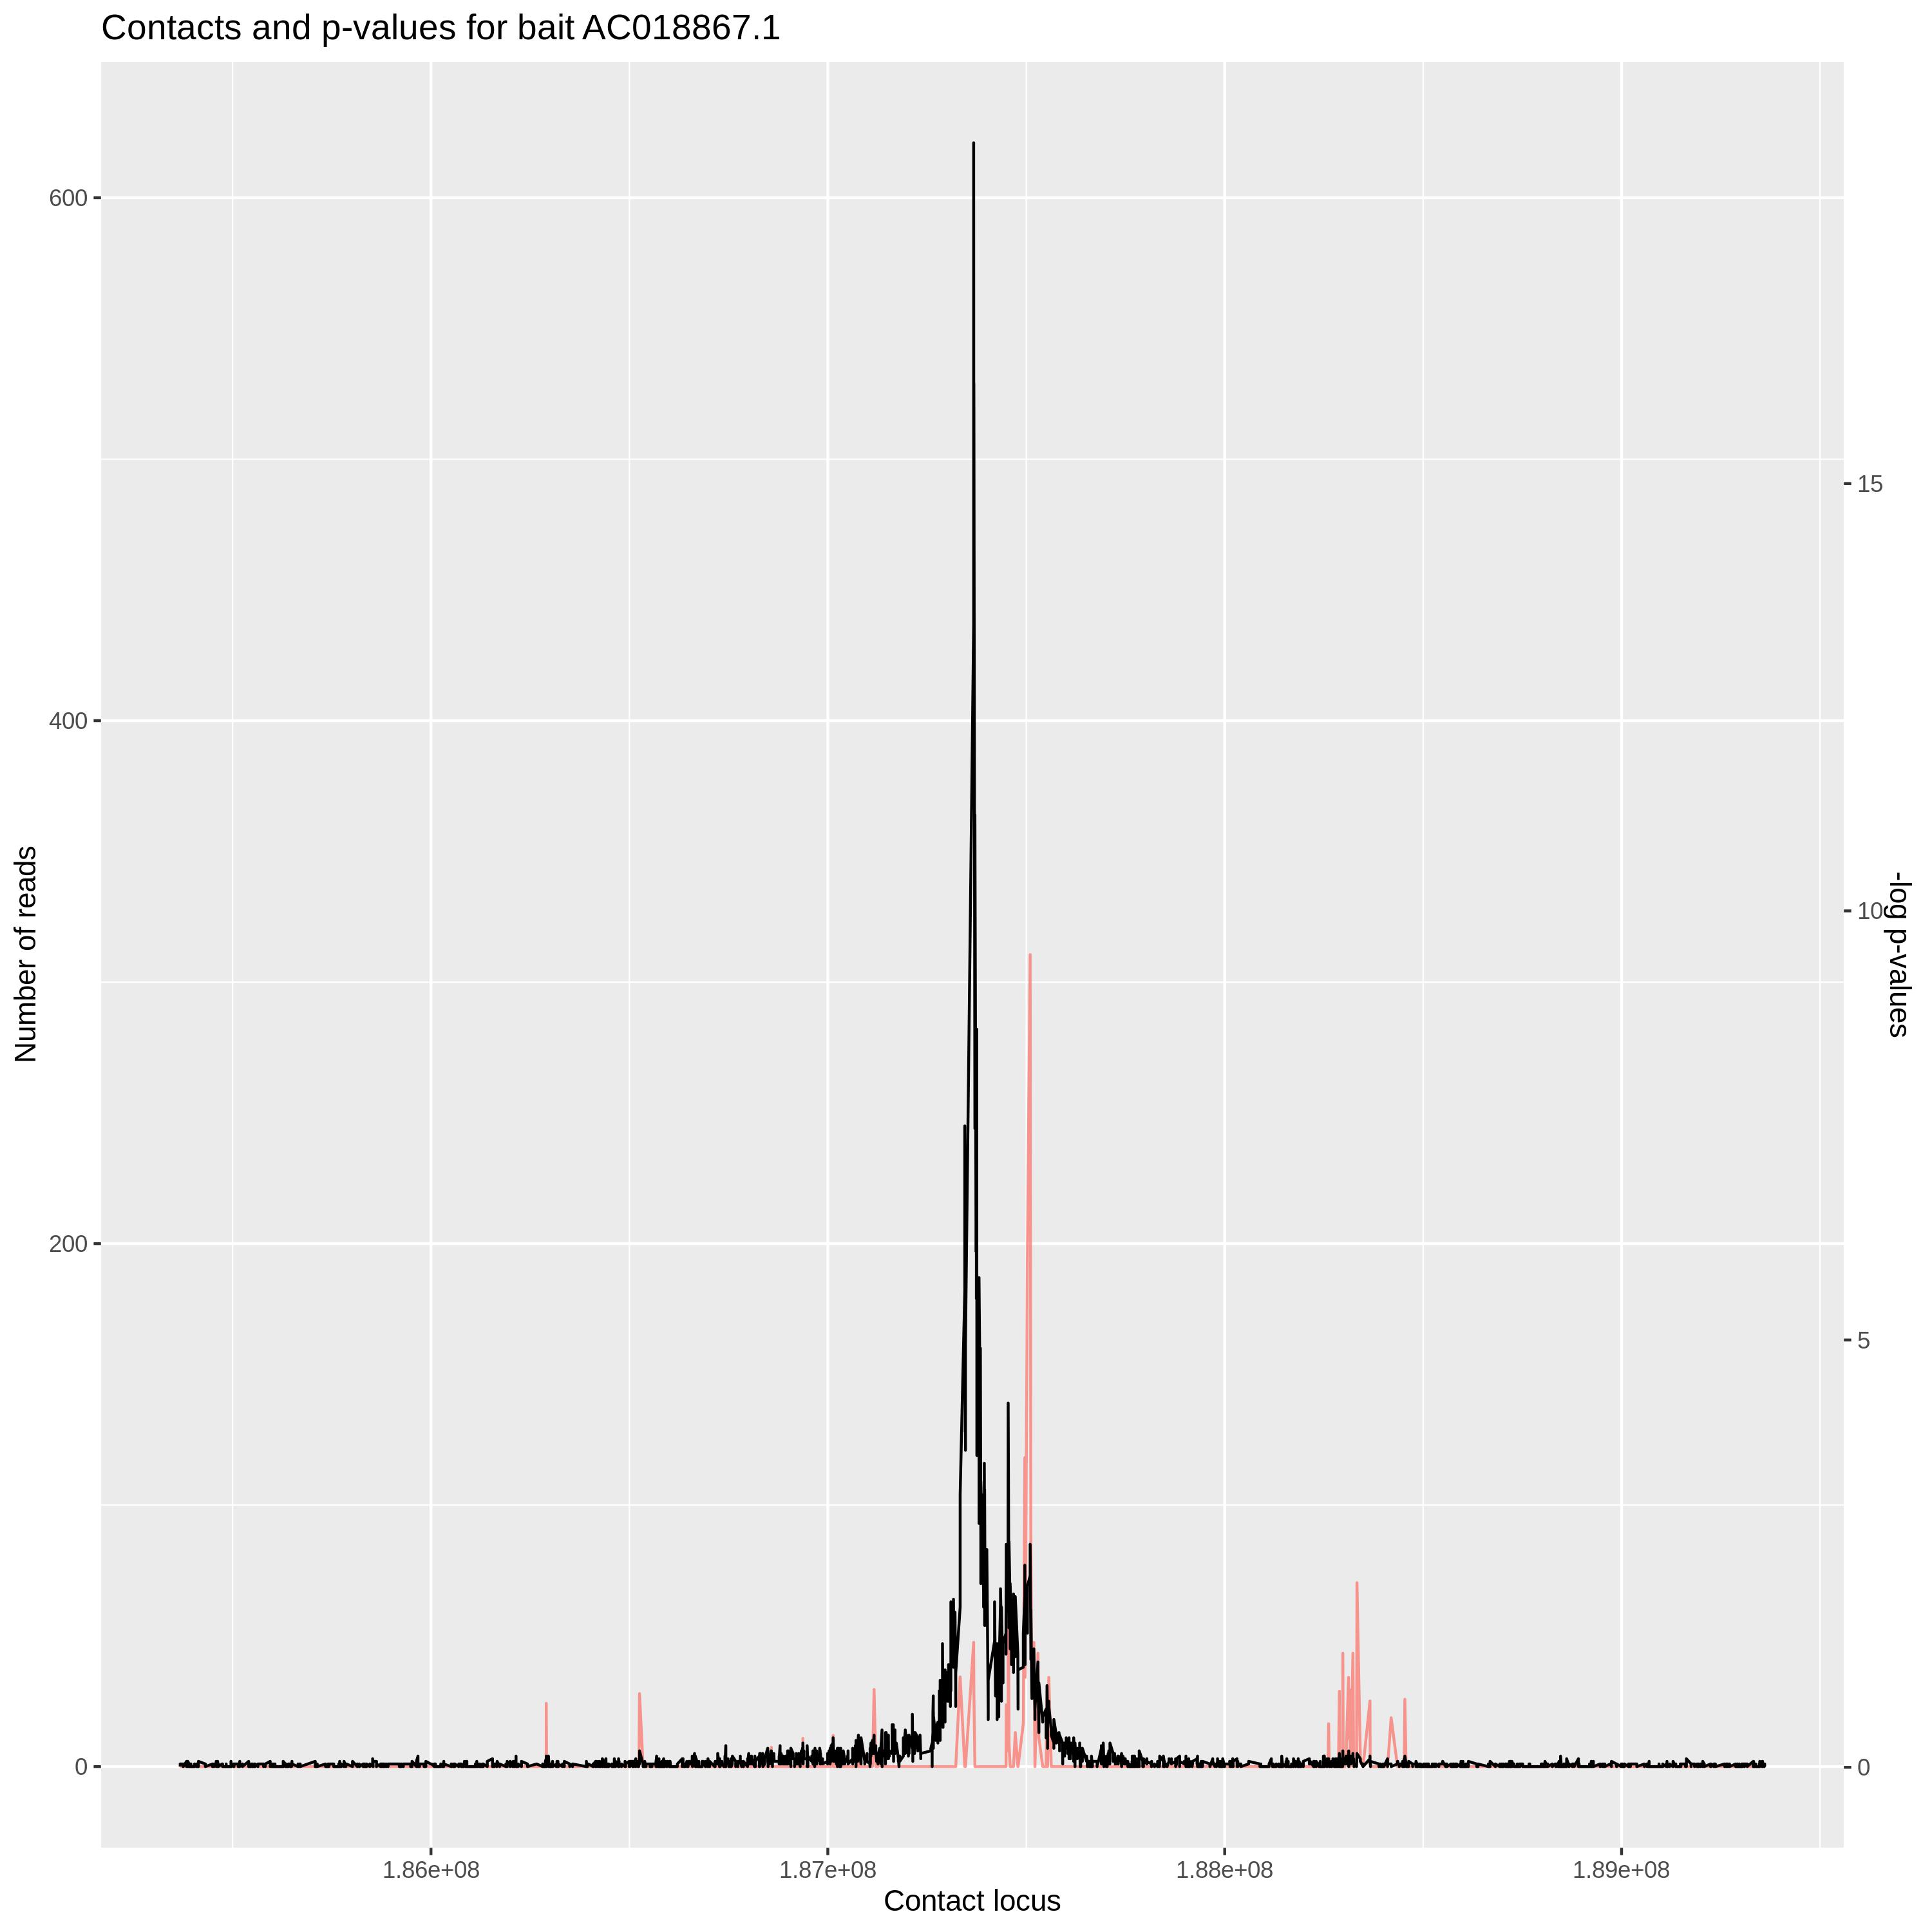 Contacts and p-values for bait AC018867.1
600
400
200
0
Number of reads
15
10
5
0
-log p-values
1.86e+08
1.87e+08
1.88e+08
1.89e+08
Contact locus